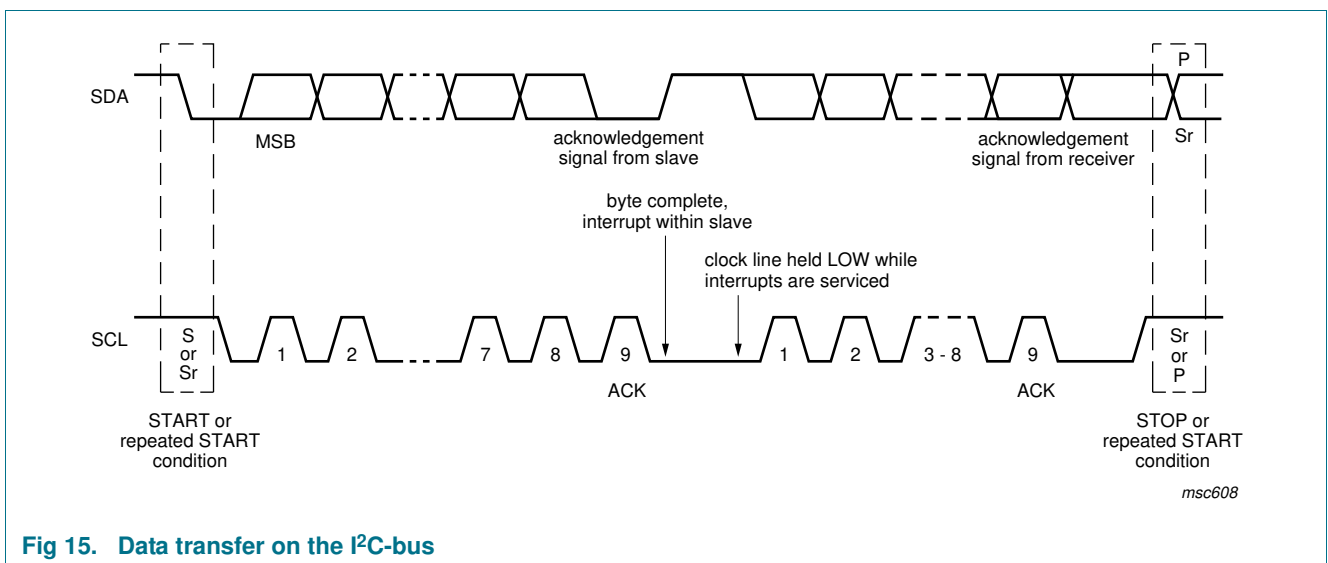 SDA
MSB
acknowledgement
signal from slave
acknowledgement
signal from receiver
P
Sr
byte complete,
interrupt within slave
clock line held LOW while
interrupts are serviced
SCL
S
or
Sr
1
2
7
8
9
1
2
3 - 8
9
Sr
or
P
ACK
ACK
START or
repeated START
condition
STOP or
repeated START
condition
msc608
Fig 15. Data transfer on the I²C-bus